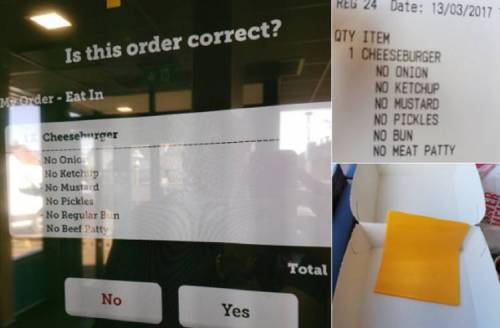 Is this order correct?
My Order - Eat In
Cheeseburger
No Onion
No Ketchup
No Mustard
No Pickles
No Regular Bun
No Beef Patty
Total
No
Yes
REG 24 Date: 13/03/2017
QTY ITEM
1 CHEESEBURGER
NO ONION
NO KETCHUP
NO MUSTARD
NO PICKLES
NO BUN
NO MEAT PATTY